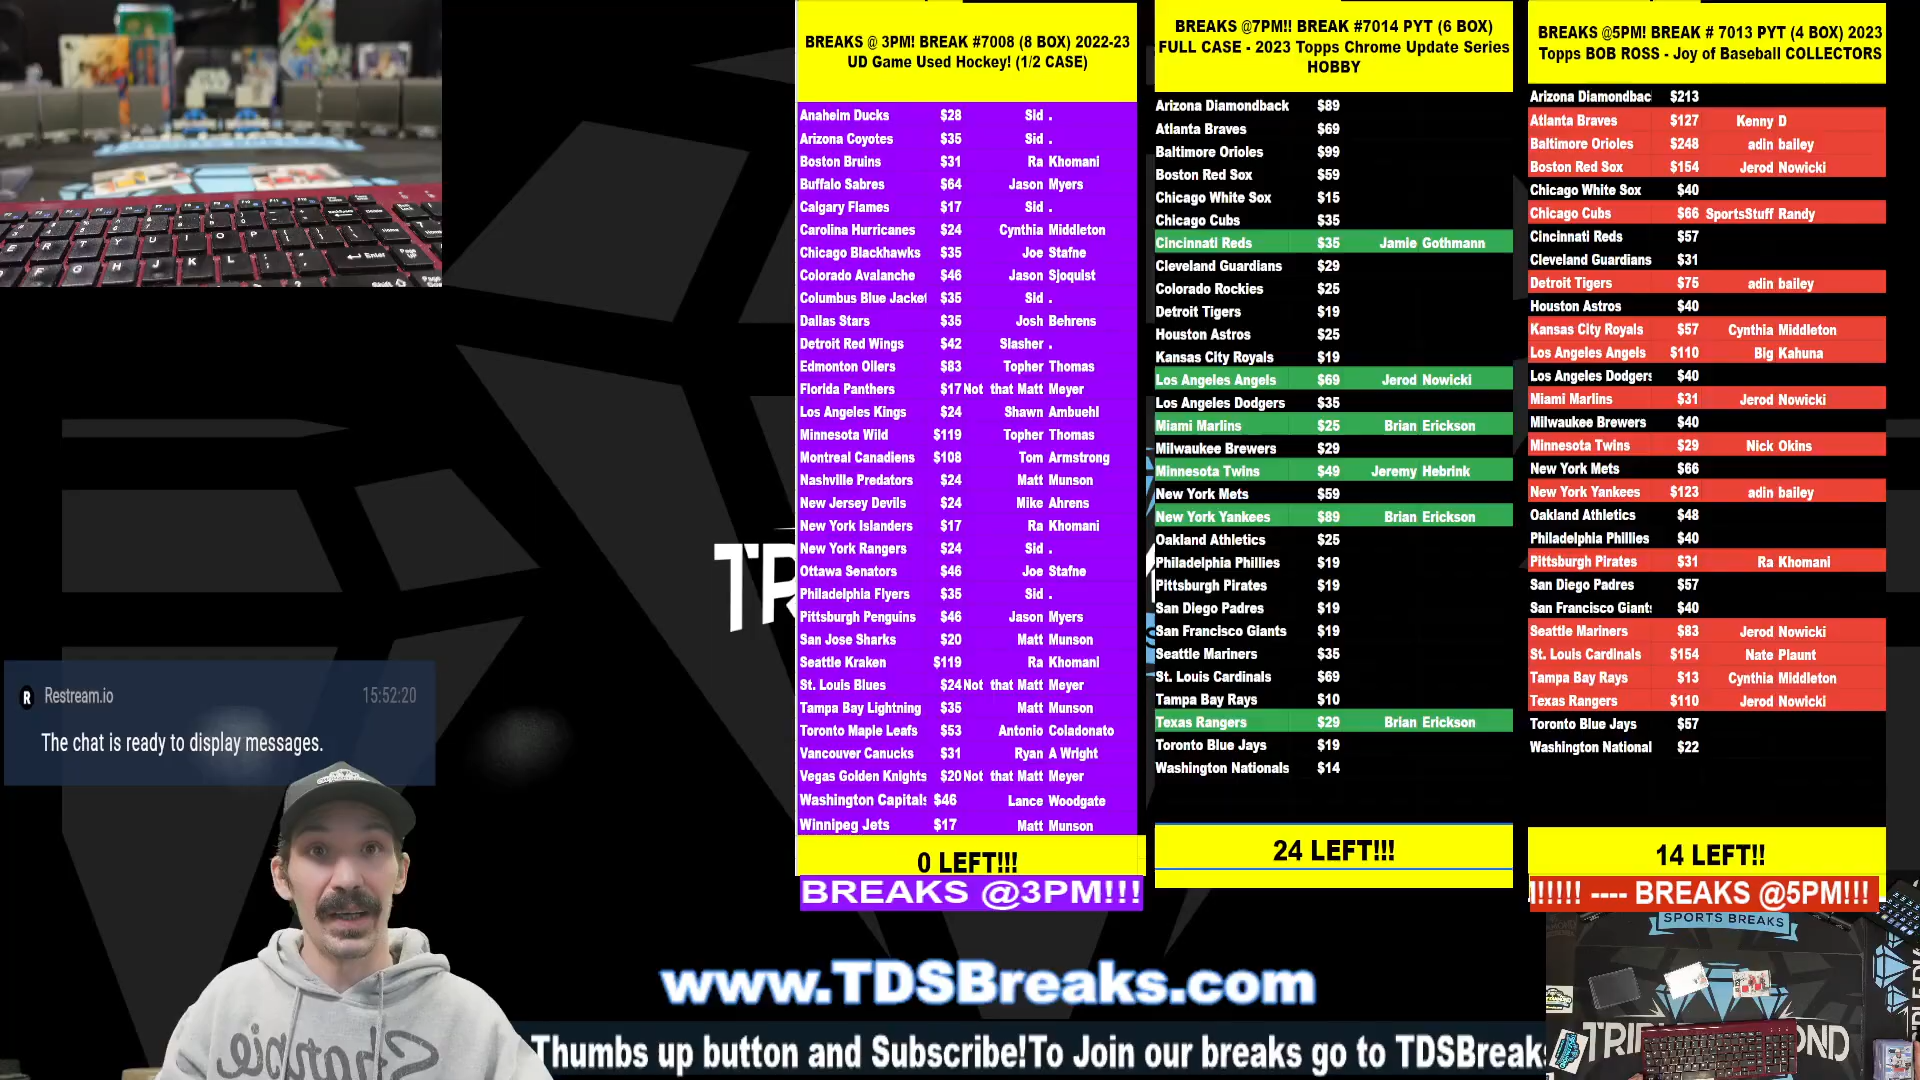 BREAKS @ 3PM! BREAK #7008 (8 BOX) 2022-23
UD Game Used Hockey! (1/2 CASE)
Anaheim Ducks $28 Sid .
Arizona Coyotes $35 Sid .
Boston Bruins $31 Ra Khomani
Buffalo Sabres $64 Jason Myers
Calgary Flames $17 Sid .
Carolina Hurricanes $24 Cynthia Middleton
Chicago Blackhawks $35 Joe Stafne
Colorado Avalanche $46 Jason Sjoquist
Columbus Blue Jacket $35 Sid .
Dallas Stars $35 Josh Behrens
Detroit Red Wings $42 Slasher .
Edmonton Oilers $83 Topher Thomas
Florida Panthers $17 Not that Matt Meyer
Los Angeles Kings $24 Shawn Ambuehl
Minnesota Wild $119 Topher Thomas
Montreal Canadiens $108 Tom Armstrong
Nashville Predators $24 Matt Munson
New Jersey Devils $24 Mike Ahrens
New York Islanders $17 Ra Khomani
New York Rangers $24 Sid .
Ottawa Senators $46 Joe Stafne
Philadelphia Flyers $35 Sid .
Pittsburgh Penguins $46 Jason Myers
San Jose Sharks $20 Matt Munson
Seattle Kraken $119 Ra Khomani
St. Louis Blues $24 Not that Matt Meyer
Tampa Bay Lightning $35 Matt Munson
Toronto Maple Leafs $53 Antonio Coladonato
Vancouver Canucks $31 Ryan A Wright
Vegas Golden Knights $20 Not that Matt Meyer
Washington Capitals $46 Lance Woodgate
Winnipeg Jets $17 Matt Munson
0 LEFT!!!
BREAKS @3PM!!!
BREAKS @7PM!! BREAK #7014 PYT (6 BOX)
FULL CASE - 2023 Topps Chrome Update Series
HOBBY
Arizona Diamondback $89
Atlanta Braves $69
Baltimore Orioles $99
Boston Red Sox $59
Chicago White Sox $15
Chicago Cubs $35
Cincinnati Reds $35 Jamie Gothmann
Cleveland Guardians $29
Colorado Rockies $25
Detroit Tigers $19
Houston Astros $25
Kansas City Royals $19
Los Angeles Angels $69 Jerod Nowicki
Los Angeles Dodgers $35
Miami Marlins $25 Brian Erickson
Milwaukee Brewers $29
Minnesota Twins $49 Jeremy Hebrink
New York Mets $59
New York Yankees $89 Brian Erickson
Oakland Athletics $25
Philadelphia Phillies $19
Pittsburgh Pirates $19
San Diego Padres $19
San Francisco Giants $19
Seattle Mariners $35
St. Louis Cardinals $69
Tampa Bay Rays $10
Texas Rangers $29 Brian Erickson
Toronto Blue Jays $19
Washington Nationals $14
24 LEFT!!!
BREAKS @5PM! BREAK # 7013 PYT (4 BOX) 2023
Topps BOB ROSS - Joy of Baseball COLLECTORS
Arizona Diamondbac $213
Atlanta Braves $127 Kenny D
Baltimore Orioles $248 adin bailey
Boston Red Sox $154 Jerod Nowicki
Chicago White Sox $40
Chicago Cubs $66 SportsStuff Randy
Cincinnati Reds $57
Cleveland Guardians $31
Detroit Tigers $75 adin bailey
Houston Astros $40
Kansas City Royals $57 Cynthia Middleton
Los Angeles Angels $110 Big Kahuna
Los Angeles Dodgers $40
Miami Marlins $31 Jerod Nowicki
Milwaukee Brewers $40
Minnesota Twins $29 Nick Okins
New York Mets $66
New York Yankees $123 adin bailey
Oakland Athletics $48
Philadelphia Phillies $40
Pittsburgh Pirates $31 Ra Khomani
San Diego Padres $57
San Francisco Giants $40
Seattle Mariners $83 Jerod Nowicki
St. Louis Cardinals $154 Nate Plaunt
Tampa Bay Rays $13 Cynthia Middleton
Texas Rangers $110 Jerod Nowicki
Toronto Blue Jays $57
Washington National $22
14 LEFT!!
!!!!! ---- BREAKS @5PM!!!
SPORTS BREAKS
Restream.io 15:52:20
The chat is ready to display messages.
www.TDSBreaks.com
Thumbs up button and Subscribe!To Join our breaks go to TDSBreaks